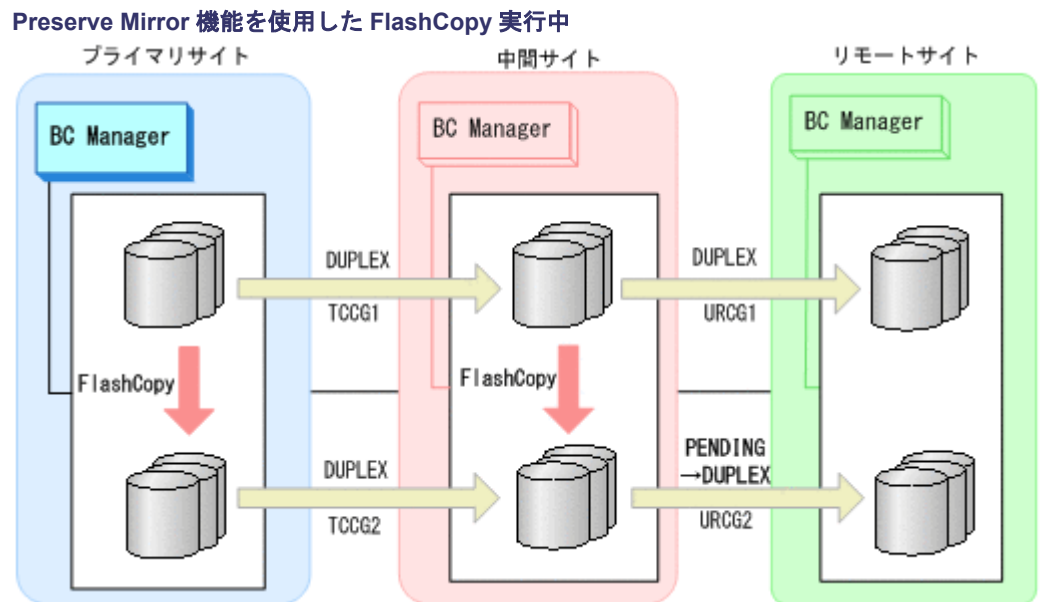 Preserve Mirror 機能を使用した FlashCopy 実行中
プライマリサイト
中間サイト
リモートサイト
BC Manager
BC Manager
BC Manager
DUPLEX
TCCG1
DUPLEX
URCG1
FlashCopy
FlashCopy
DUPLEX
TCCG2
PENDING
→DUPLEX
URCG2